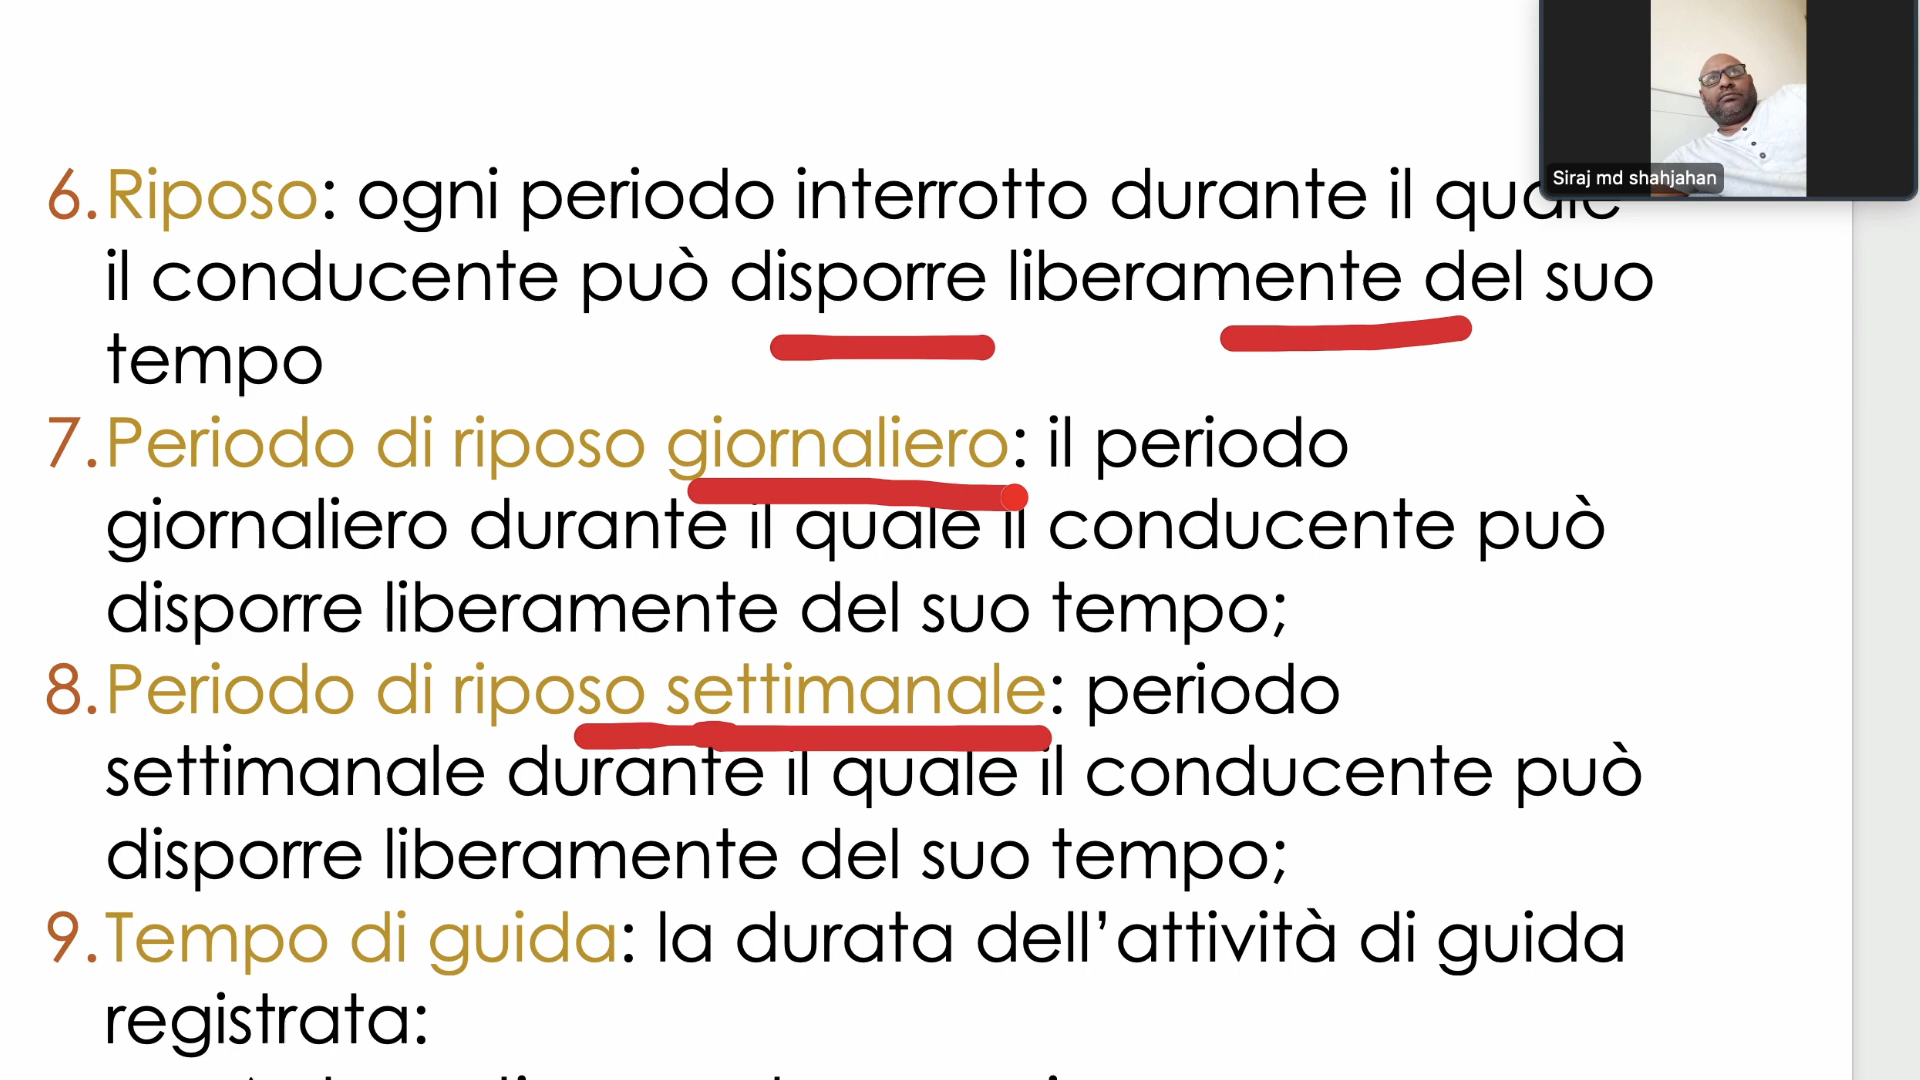 Siraj md shahjahan
6. Riposo: ogni periodo interrotto durante il quale
il conducente può disporre liberamente del suo
tempo
7. Periodo di riposo giornaliero: il periodo
giornaliero durante il quale il conducente può
disporre liberamente del suo tempo;
8. Periodo di riposo settimanale: periodo
settimanale durante il quale il conducente può
disporre liberamente del suo tempo;
9. Tempo di guida: la durata dell’attività di guida
registrata: